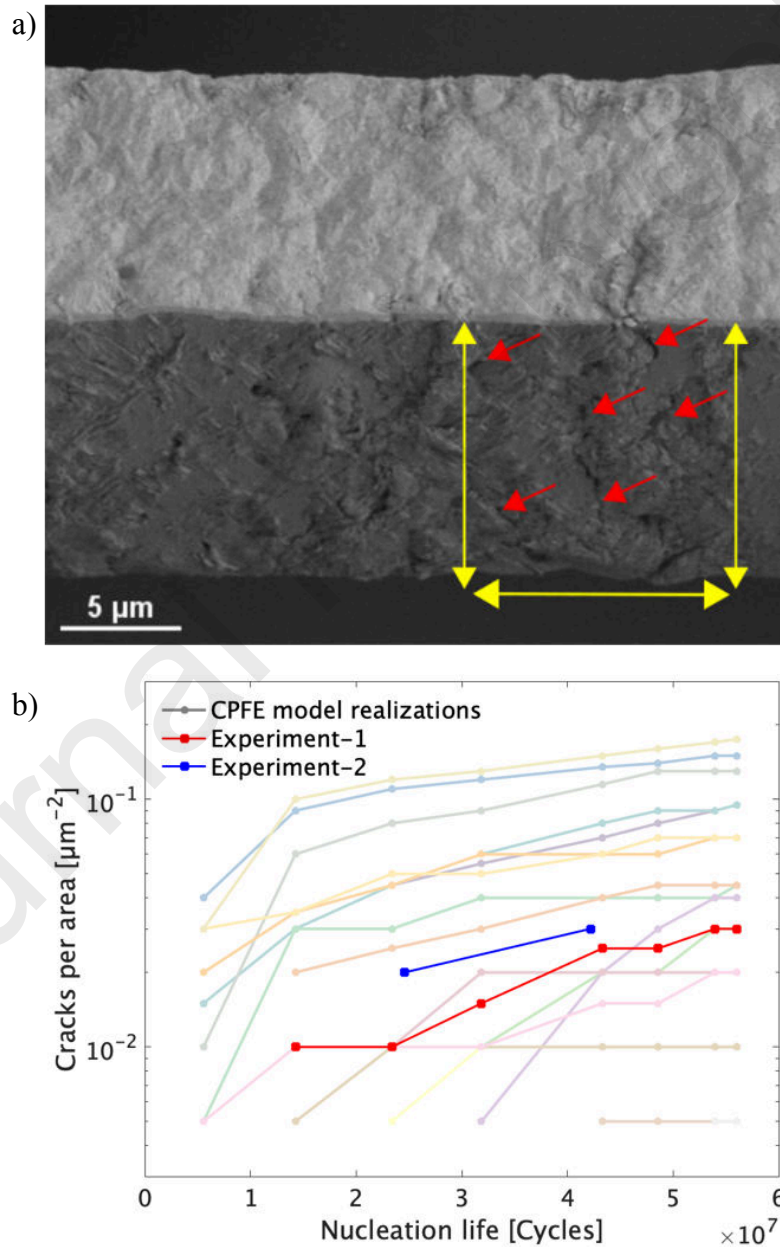 a)
5 µm
b)
CPFE model realizations
Experiment-1
Experiment-2
10⁻¹
10⁻²
Cracks per area [µm⁻²]
0 1 2 3 4 5 6
Nucleation life [Cycles] ×10⁷